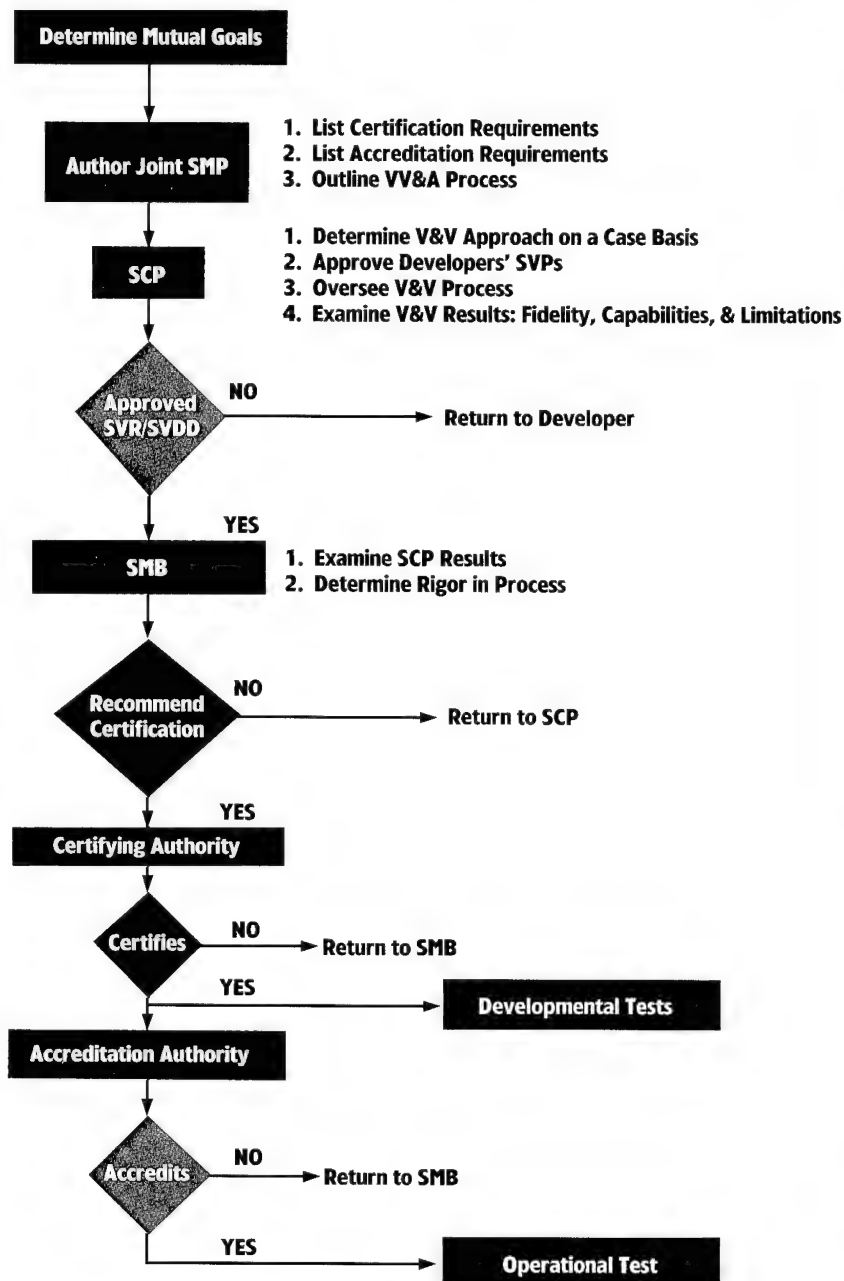 Determine Mutual Goals
Author Joint SMP
1. List Certification Requirements
2. List Accreditation Requirements
3. Outline VV&A Process
SCP
1. Determine V&V Approach on a Case Basis
2. Approve Developers' SVPs
3. Oversee V&V Process
4. Examine V&V Results: Fidelity, Capabilities, & Limitations
Approved
SVR/SVDD
NO
Return to Developer
YES
SMB
1. Examine SCP Results
2. Determine Rigor in Process
Recommend
Certification
NO
Return to SCP
YES
Certifying Authority
Certifies
NO
Return to SMB
YES
Developmental Tests
Accreditation Authority
Accredits
NO
Return to SMB
YES
Operational Test